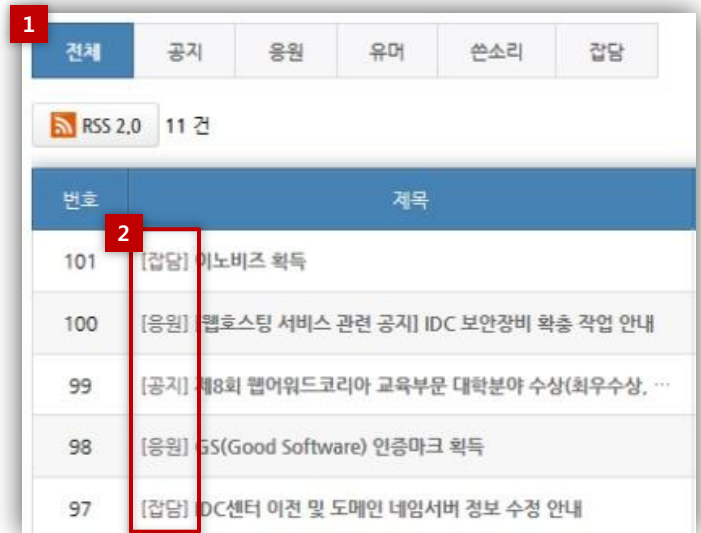 1
전체 공지 응원 유머 쓴소리 잡담
RSS 2.0 11 건
번호 제목
2
101 [잡담] 이노비즈 획득
100 [응원] [웹호스팅 서비스 관련 공지] IDC 보안장비 확충 작업 안내
99 [공지] 제8회 웹어워드코리아 교육부문 대학분야 수상(최우수상, …
98 [응원] GS(Good Software) 인증마크 획득
97 [잡담] IDC센터 이전 및 도메인 네임서버 정보 수정 안내